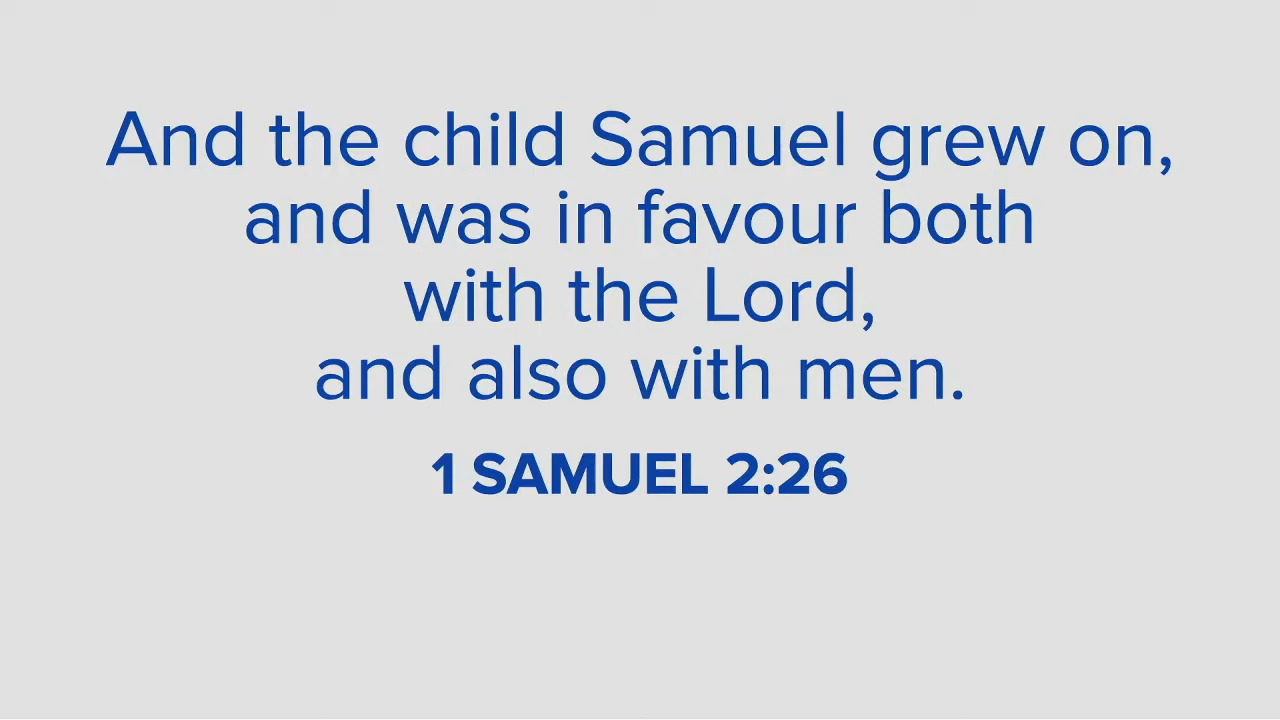 And the child Samuel grew on,
and was in favour both
with the Lord,
and also with men.
1 SAMUEL 2:26